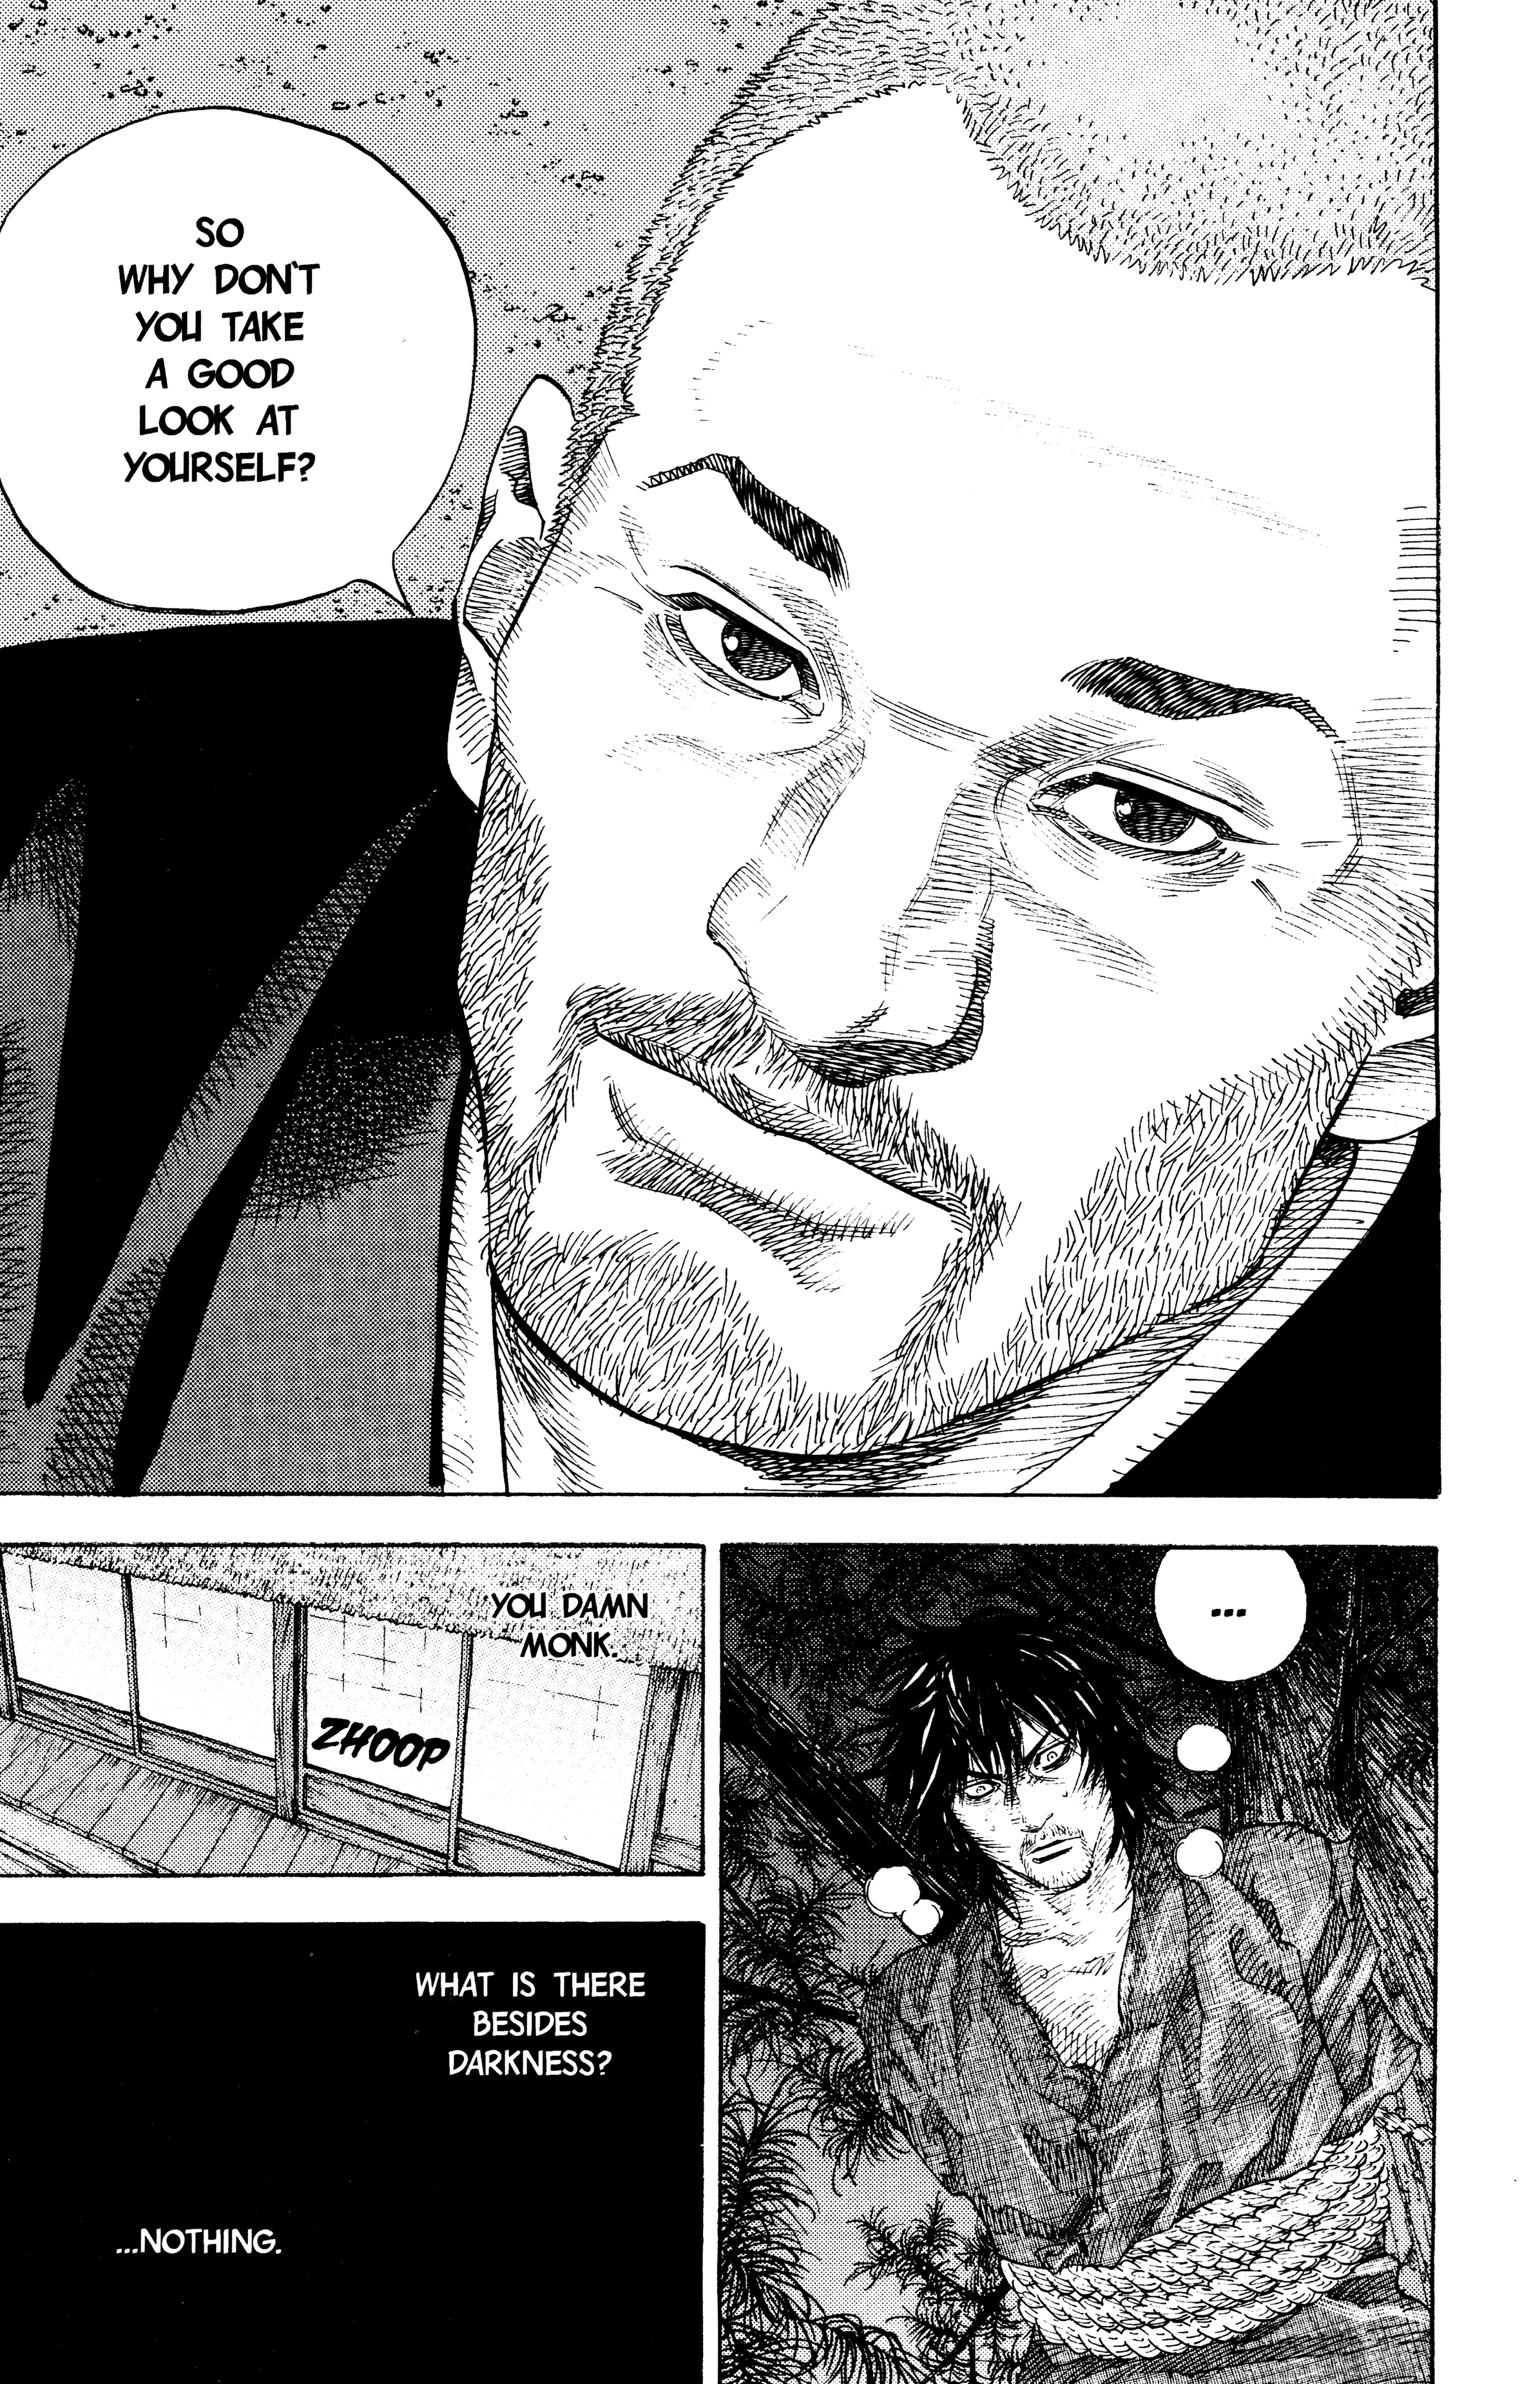 SO
WHY DON'T
YOU TAKE
A GOOD
LOOK AT
YOURSELF?
...
YOU DAMN
MONK.
ZHOOP
WHAT IS THERE
BESIDES
DARKNESS?
...NOTHING.